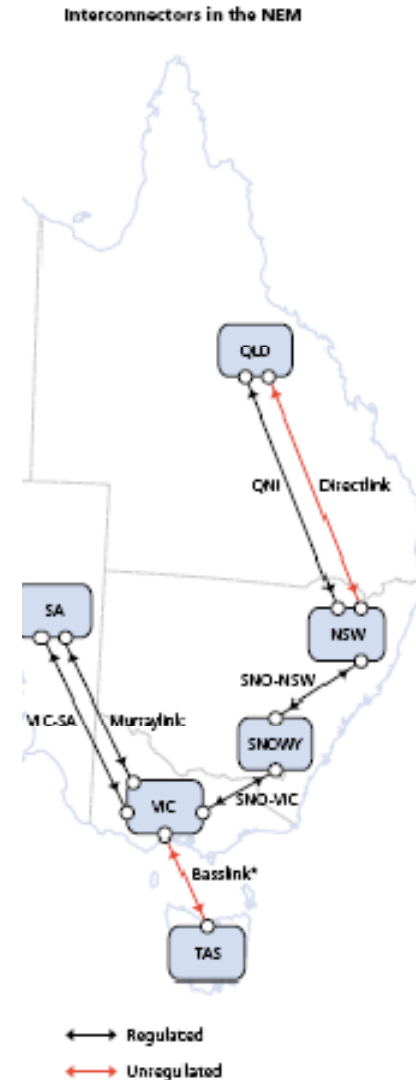 Interconnectors in the NEM
QLD
QNI
Directlink
SA
NSW
SNO-NSW
VIC-SA
Murraylink
SNOWY
VIC
SNO-VIC
Basslink*
TAS
Regulated
Unregulated